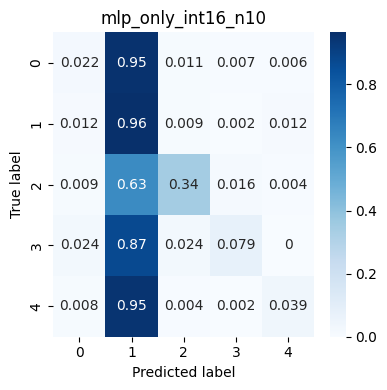 mlp_only_int16_n10
0 0.022 0.95 0.011 0.007 0.006
1 0.012 0.96 0.009 0.002 0.012
2 0.009 0.63 0.34 0.016 0.004
3 0.024 0.87 0.024 0.079 0
4 0.008 0.95 0.004 0.002 0.039
0 1 2 3 4
True label
Predicted label
0.8
0.6
0.4
0.2
0.0